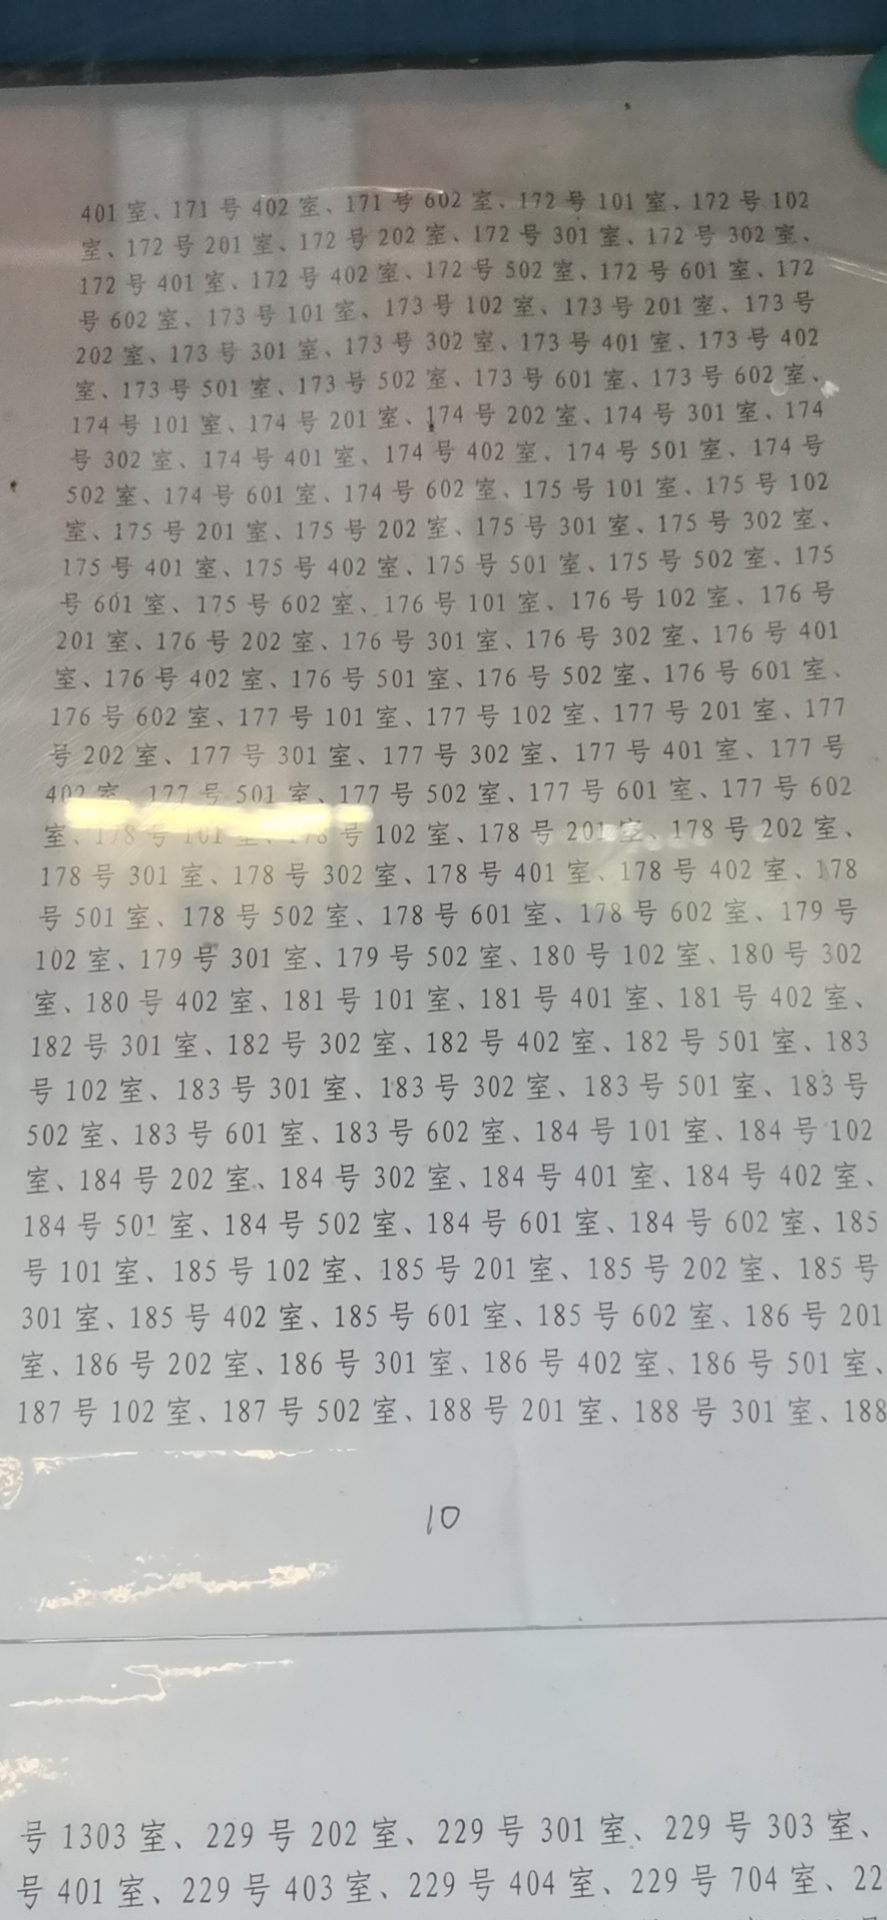 401 室、171 号 402 室、171 号 602 室、172 号 101 室、172 号 102
室、172 号 201 室、172 号 202 室、172 号 301 室、172 号 302 室、
172 号 401 室、172 号 402 室、172 号 502 室、172 号 601 室、172
号 602 室、173 号 101 室、173 号 102 室、173 号 201 室、173 号
202 室、173 号 301 室、173 号 302 室、173 号 401 室、173 号 402
室、173 号 501 室、173 号 502 室、173 号 601 室、173 号 602 室、
174 号 101 室、174 号 201 室、174 号 202 室、174 号 301 室、174
号 302 室、174 号 401 室、174 号 402 室、174 号 501 室、174 号
502 室、174 号 601 室、174 号 602 室、175 号 101 室、175 号 102
室、175 号 201 室、175 号 202 室、175 号 301 室、175 号 302 室、
175 号 401 室、175 号 402 室、175 号 501 室、175 号 502 室、175
号 601 室、175 号 602 室、176 号 101 室、176 号 102 室、176 号
201 室、176 号 202 室、176 号 301 室、176 号 302 室、176 号 401
室、176 号 402 室、176 号 501 室、176 号 502 室、176 号 601 室、
176 号 602 室、177 号 101 室、177 号 102 室、177 号 201 室、177
号 202 室、177 号 301 室、177 号 302 室、177 号 401 室、177 号
402 室、177 号 501 室、177 号 502 室、177 号 601 室、177 号 602
室、178 号 101 室、178 号 102 室、178 号 201 室、178 号 202 室、
178 号 301 室、178 号 302 室、178 号 401 室、178 号 402 室、178
号 501 室、178 号 502 室、178 号 601 室、178 号 602 室、179 号
102 室、179 号 301 室、179 号 502 室、180 号 102 室、180 号 302
室、180 号 402 室、181 号 101 室、181 号 401 室、181 号 402 室、
182 号 301 室、182 号 302 室、182 号 402 室、182 号 501 室、183
号 102 室、183 号 301 室、183 号 302 室、183 号 501 室、183 号
502 室、183 号 601 室、183 号 602 室、184 号 101 室、184 号 102
室、184 号 202 室、184 号 302 室、184 号 401 室、184 号 402 室、
184 号 501 室、184 号 502 室、184 号 601 室、184 号 602 室、185
号 101 室、185 号 102 室、185 号 201 室、185 号 202 室、185 号
301 室、185 号 402 室、185 号 601 室、185 号 602 室、186 号 201
室、186 号 202 室、186 号 301 室、186 号 402 室、186 号 501 室、
187 号 102 室、187 号 502 室、188 号 201 室、188 号 301 室、188
10
号 1303 室、229 号 202 室、229 号 301 室、229 号 303 室、
号 401 室、229 号 403 室、229 号 404 室、229 号 704 室、22